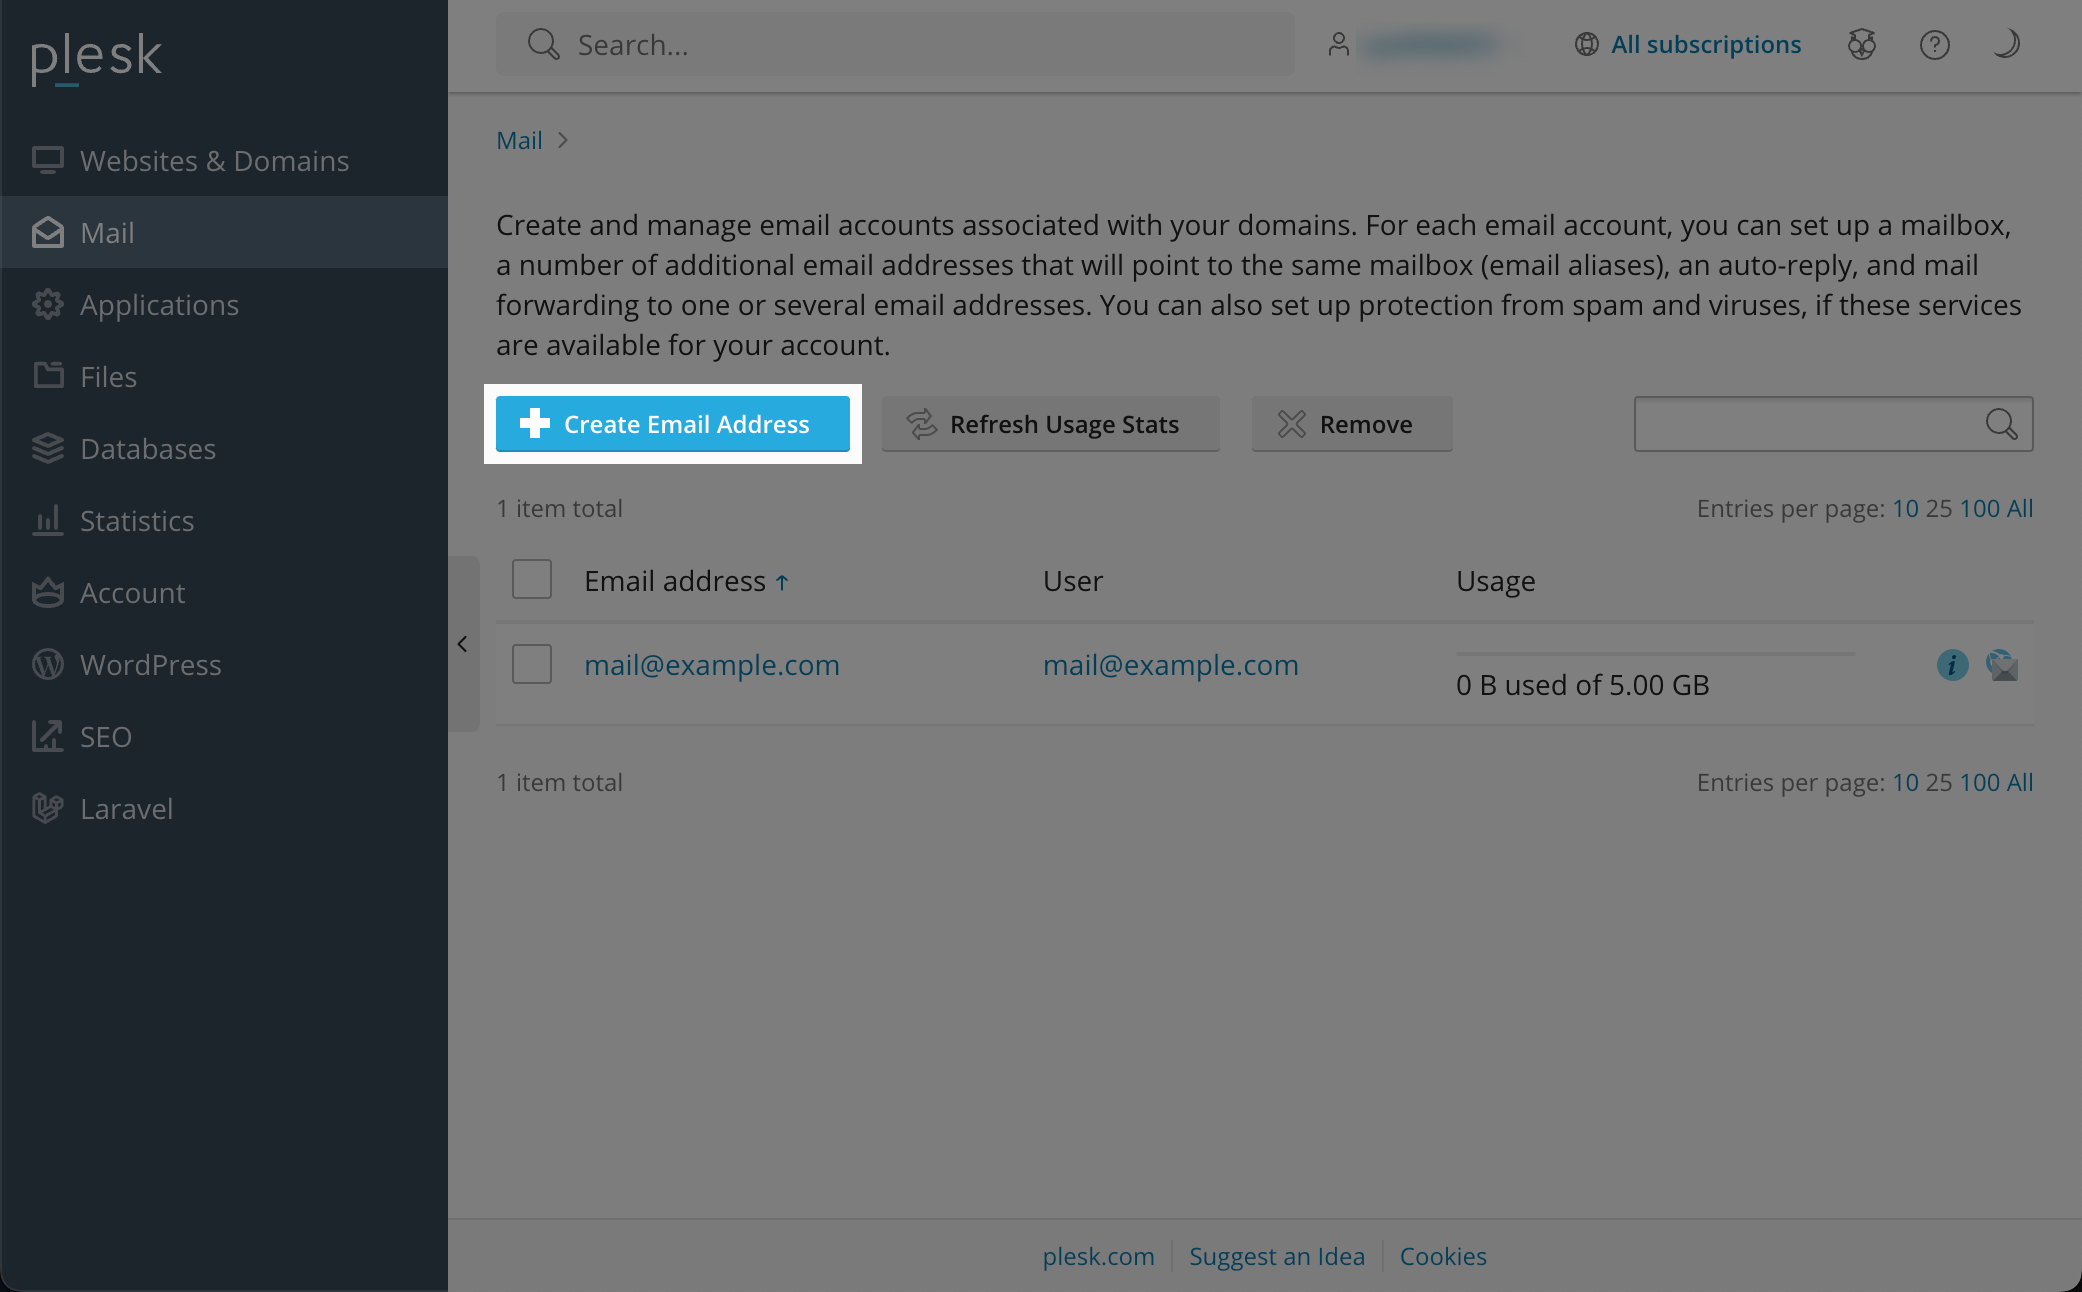 plesk
Websites & Domains
Mail
Applications
Files
Databases
Statistics
Account
WordPress
SEO
Laravel
Search...
All subscriptions
Mail
Create and manage email accounts associated with your domains. For each email account, you can set up a mailbox,
a number of additional email addresses that will point to the same mailbox (email aliases), an auto-reply, and mail
forwarding to one or several email addresses. You can also set up protection from spam and viruses, if these services
are available for your account.
Create Email Address Refresh Usage Stats Remove
1 item total Entries per page: 10 25 100 All
Email address ↑ User Usage
mail@example.com mail@example.com 0 B used of 5.00 GB
1 item total Entries per page: 10 25 100 All
plesk.com Suggest an Idea Cookies